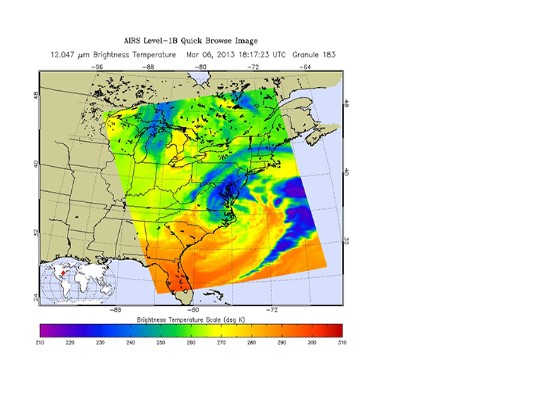 AIRS Level-1B Quick Browse Image
12.047 μm Brightness Temperature Mar 06, 2013 18:17:23 UTC Granule 183
-96 -88 -80 -72 -64
48 48
40 40
32 32
24
-88 -80 -72
Brightness Temperature Scale (deg K)
210 220 230 240 250 260 270 280 290 300 310